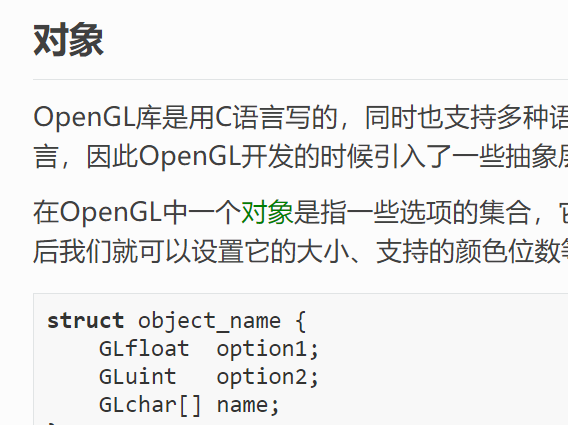 对象
OpenGL库是用C语言写的，同时也支持多种语
言，因此OpenGL开发的时候引入了一些抽象层
在OpenGL中一个对象是指一些选项的集合，它
后我们就可以设置它的大小、支持的颜色位数等
struct object_name {
    GLfloat  option1;
    GLuint   option2;
    GLchar[] name;